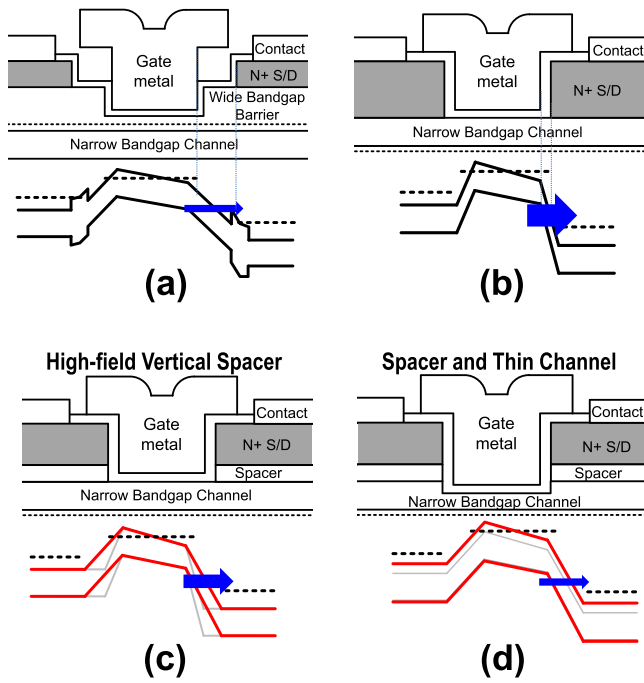 Gate
metal
Contact
N+ S/D
Wide Bandgap
Barrier
Narrow Bandgap Channel
(a)
Gate
metal
Contact
N+ S/D
Narrow Bandgap Channel
(b)
High-field Vertical Spacer
Gate
metal
Contact
N+ S/D
Spacer
Narrow Bandgap Channel
(c)
Spacer and Thin Channel
Gate
metal
Contact
N+ S/D
Spacer
Narrow Bandgap Channel
(d)